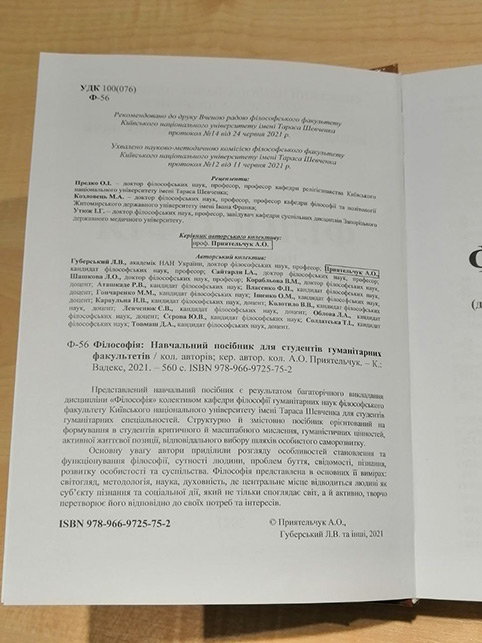 УДК 100(076)
Ф-56
Рекомендовано до друку Вченою радою філософського факультету
Київського національного університету імені Тараса Шевченка
протокол №14 від 24 червня 2021 р.
Ухвалено науково-методичною комісією філософського факультету
Київського національного університету імені Тараса Шевченка
протокол №12 від 11 червня 2021 р.
Рецензенти:
Предко О.І. – доктор філософських наук, професор, професор кафедри релігієзнавства Київського
національного університету імені Тараса Шевченка;
Козловець М.А. – доктор філософських наук, професор, професор кафедри філософії та політології
Житомирського державного університету імені Івана Франка;
Утюж І.Г. – доктор філософських наук, професор, завідувач кафедри суспільних дисциплін Запорізького
державного медичного університету.
Керівник авторського колективу:
проф. Приятельчук А.О.
Авторський колектив:
Губерський Л.В., академік НАН України, доктор філософських наук, професор; Приятельчук А.О.,
кандидат філософських наук, професор; Сайтарли І.А., доктор філософських наук, професор;
Шашкова Л.О., доктор філософських наук, професор; Корабльова В.М., доктор філософських наук,
доцент; Аташкаде Р.В., кандидат філософських наук, доцент; Власенко Ф.П., кандидат філософських наук,
доцент; Гончаренко М.М., кандидат філософських наук, доцент; Іщенко О.М., кандидат філософських наук,
доцент; Караульна Н.В., кандидат філософських наук, доцент; Колотило В.В., кандидат філософських
наук, доцент; Левченюк Є.В., кандидат філософських наук, доцент; Облова Л.А., кандидат
філософських наук, доцент; Сєрова Ю.В., кандидат філософських наук; Солдатська Т.І., кандидат
філософських наук; Товмаш Д.А., кандидат філософських наук, доцент.
Ф-56 Філософія: Навчальний посібник для студентів гуманітарних
факультетів / кол. авторів; кер. автор. кол. А.О. Приятельчук. – К.:
Вадекс, 2021. – 560 с. ISBN 978-966-9725-75-2
Представлений навчальний посібник є результатом багаторічного викладання
дисципліни «Філософія» колективом кафедри філософії гуманітарних наук філософського
факультету Київського національного університету імені Тараса Шевченка для студентів
гуманітарних спеціальностей. Структурно й змістовно посібник орієнтований на
формування в студентів критичного й масштабного мислення, гуманістичних цінностей,
активної життєвої позиції, відповідального вибору шляхів особистого саморозвитку.
Основну увагу автори приділили розгляду особливостей становлення та
функціонування філософії, сутності людини, проблем буття, свідомості, пізнання,
розвитку особистості та суспільства. Філософія представлена в основних її вимірах:
світогляд, методологія, наука, духовність, де центральне місце відводиться людині як
суб’єкту пізнання та соціальної дії, який не тільки споглядає світ, а й активно, творчо
перетворює його відповідно до своїх потреб та інтересів.
ISBN 978-966-9725-75-2
© Приятельчук А.О.,
Губерський Л.В. та інші, 2021